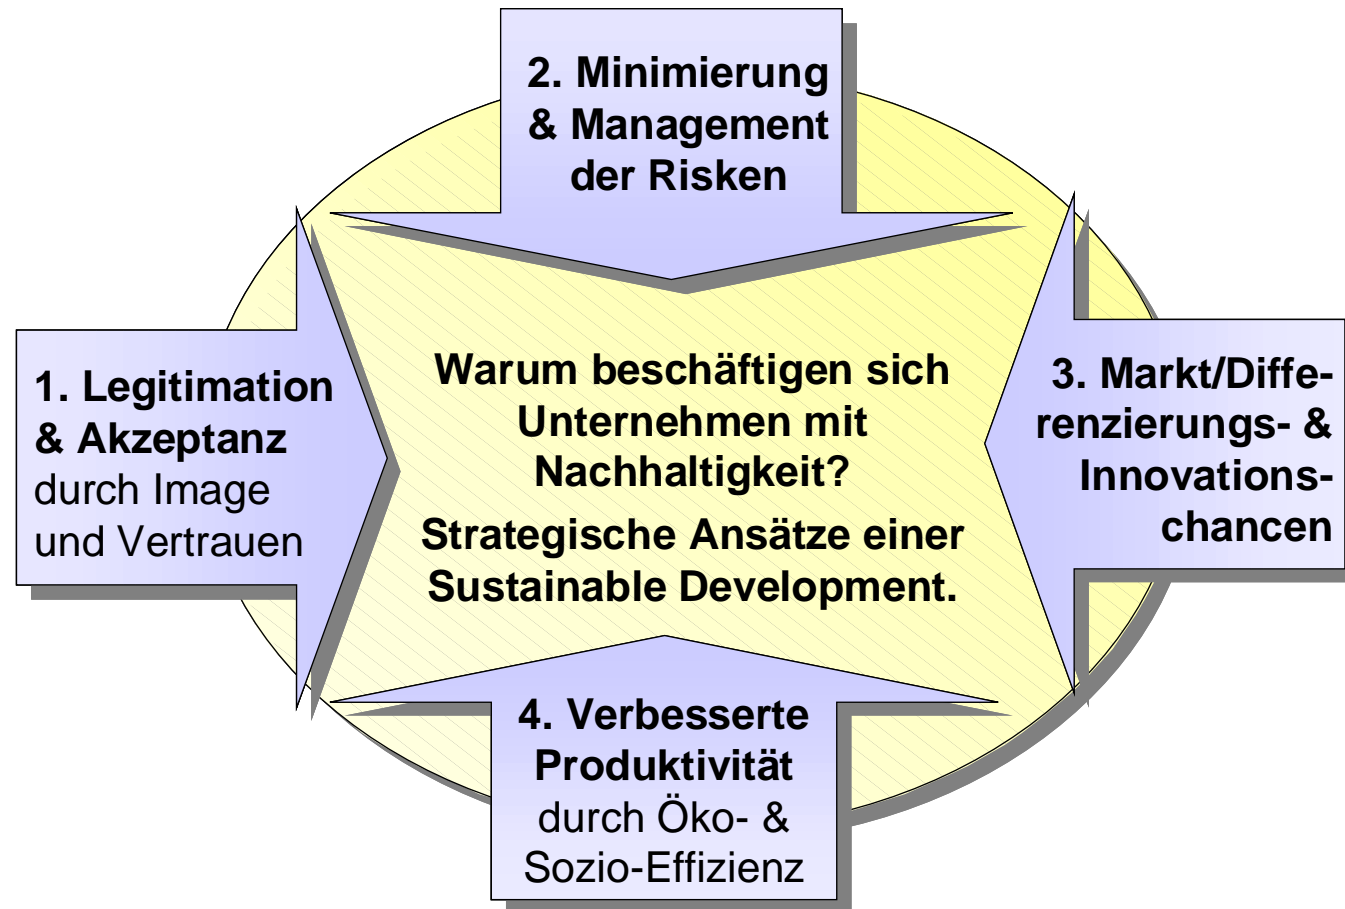 2. Minimierung
& Management
der Risken
1. Legitimation
& Akzeptanz
durch Image
und Vertrauen
Warum beschäftigen sich
Unternehmen mit
Nachhaltigkeit?
Strategische Ansätze einer
Sustainable Development.
3. Markt/Diffe-
renzierungs- &
Innovations-
chancen
4. Verbesserte
Produktivität
durch Öko- &
Sozio-Effizienz